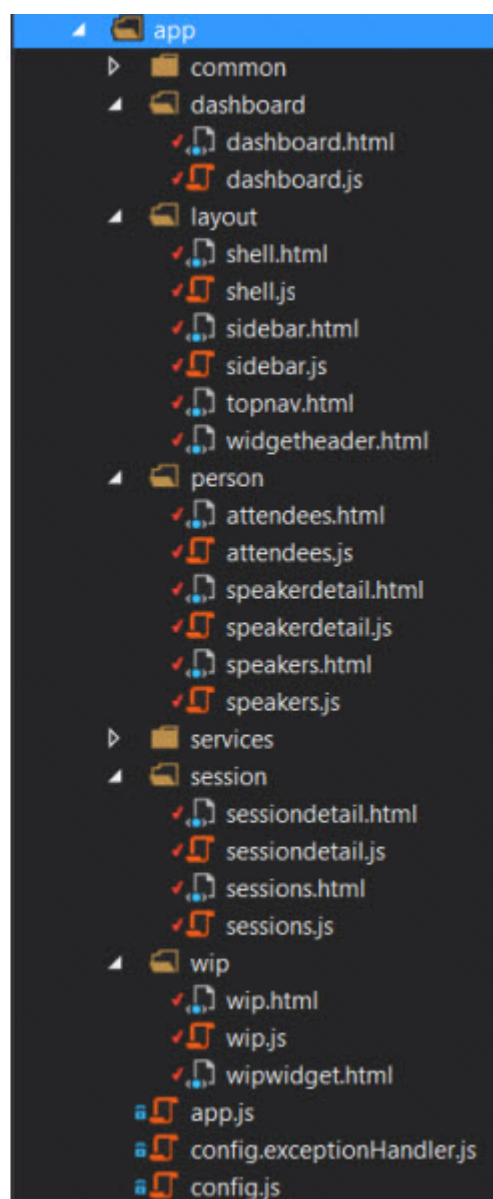 app
common
dashboard
dashboard.html
dashboard.js
layout
shell.html
shell.js
sidebar.html
sidebar.js
topnav.html
widgetheader.html
person
attendees.html
attendees.js
speakerdetail.html
speakerdetail.js
speakers.html
speakers.js
services
session
sessiondetail.html
sessiondetail.js
sessions.html
sessions.js
wip
wip.html
wip.js
wipwidget.html
app.js
config.exceptionHandler.js
config.js